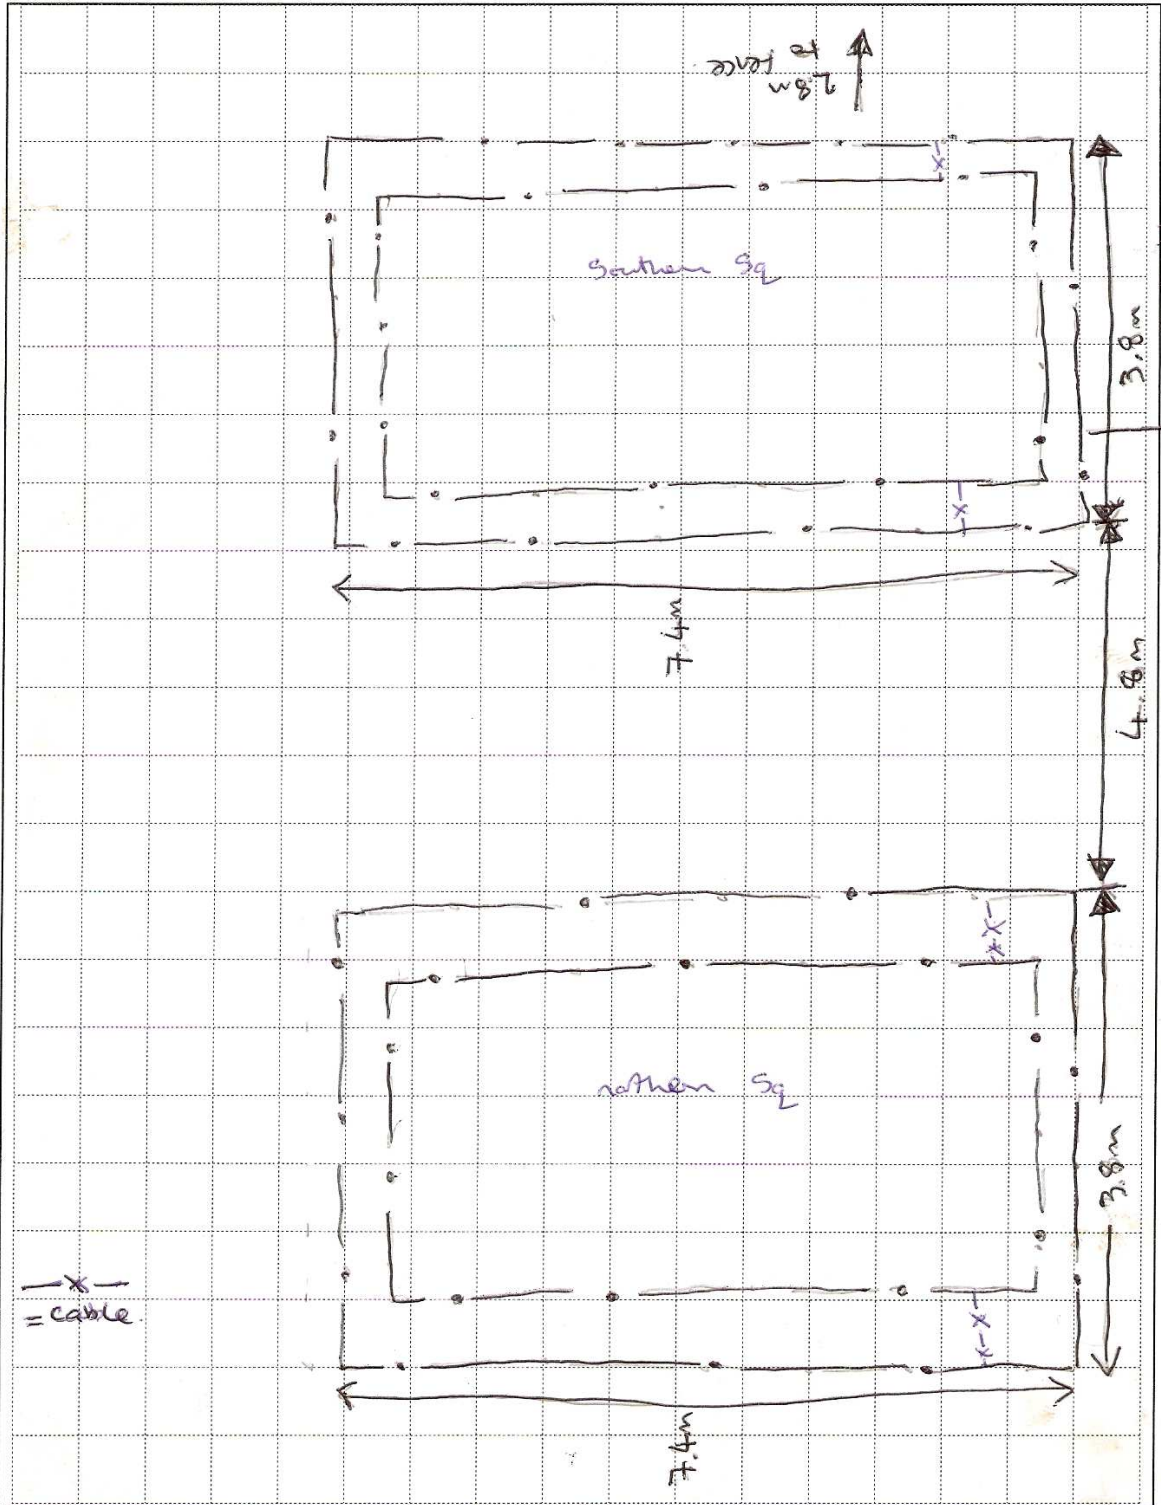 2.8m
to
fence
Southern Sq
3.8m
7.4m
4.8m
nothern Sq
3.8m
—x—
= cable.
7.4m